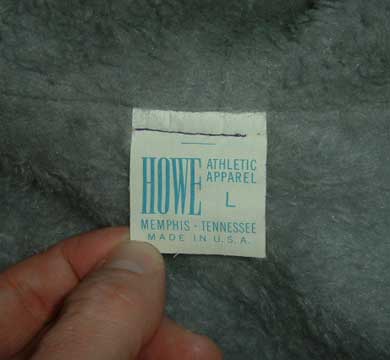 HOWE ATHLETIC
APPAREL
L
MEMPHIS - TENNESSEE
MADE IN U.S.A.